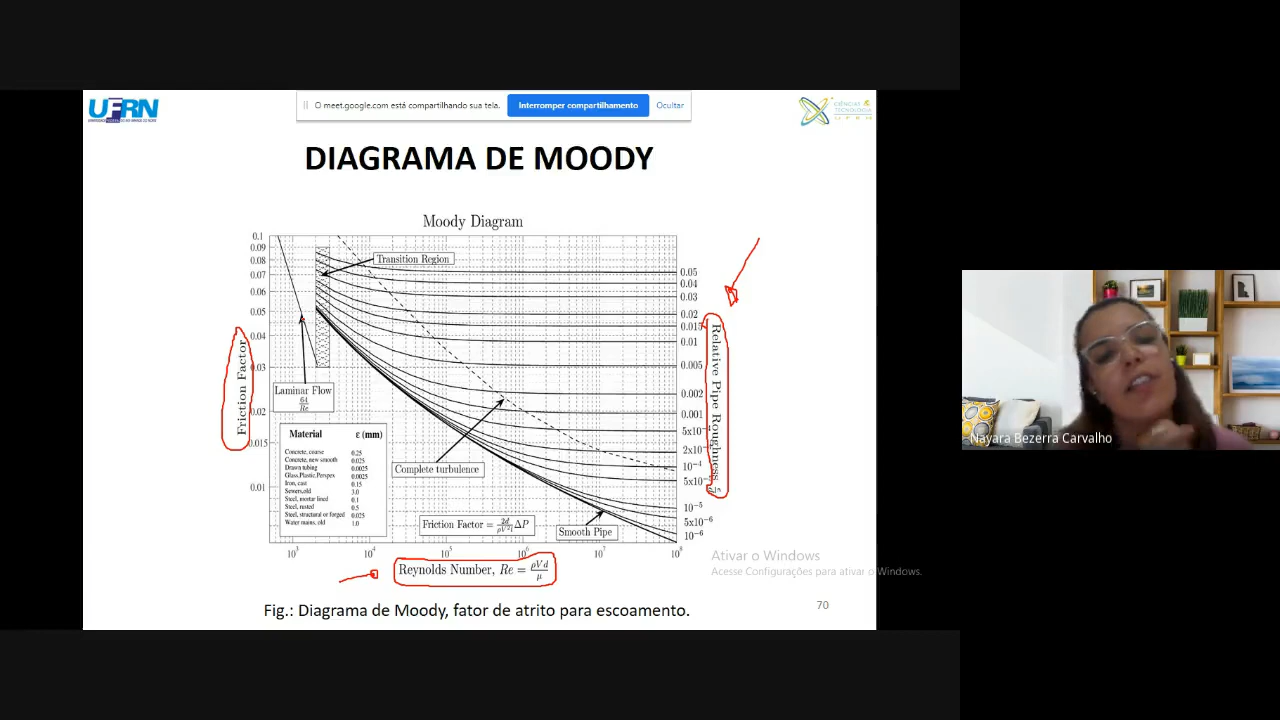 UFRN
O meet.google.com está compartilhando sua tela.
Interromper compartilhamento
Ocultar
CIÊNCIAS &
TECNOLOGIA
UFRN
DIAGRAMA DE MOODY
Moody Diagram
0.1
0.09
0.08
0.07
0.06
0.05
0.04
0.03
0.02
0.015
0.01
Friction Factor
Transition Region
Laminar Flow
64
Re
Complete turbulence
Smooth Pipe
Friction Factor = 2d/ρV²l ΔP
Material ε (mm)
Concrete, coarse 0.25
Concrete, new smooth 0.025
Drawn tubing 0.0025
Glass,Plastic,Perspex 0.0025
Iron, cast 0.15
Sewers,old 3.0
Steel, mortar lined 0.1
Steel, rusted 0.5
Steel, structural or forged 0.025
Water mains, old 1.0
0.05
0.04
0.03
0.02
0.015
0.01
0.005
0.002
0.001
10⁻⁴
10⁻⁵
5x10⁻⁶
10⁻⁶
Relative Pipe Roughness
10³ 10⁴ 10⁵ 10⁶ 10⁷ 10⁸
Reynolds Number, Re = ρVd/μ
Fig.: Diagrama de Moody, fator de atrito para escoamento.
70
Ativar o Windows
Acesse Configurações para ativar o Windows.
Nayara Bezerra Carvalho